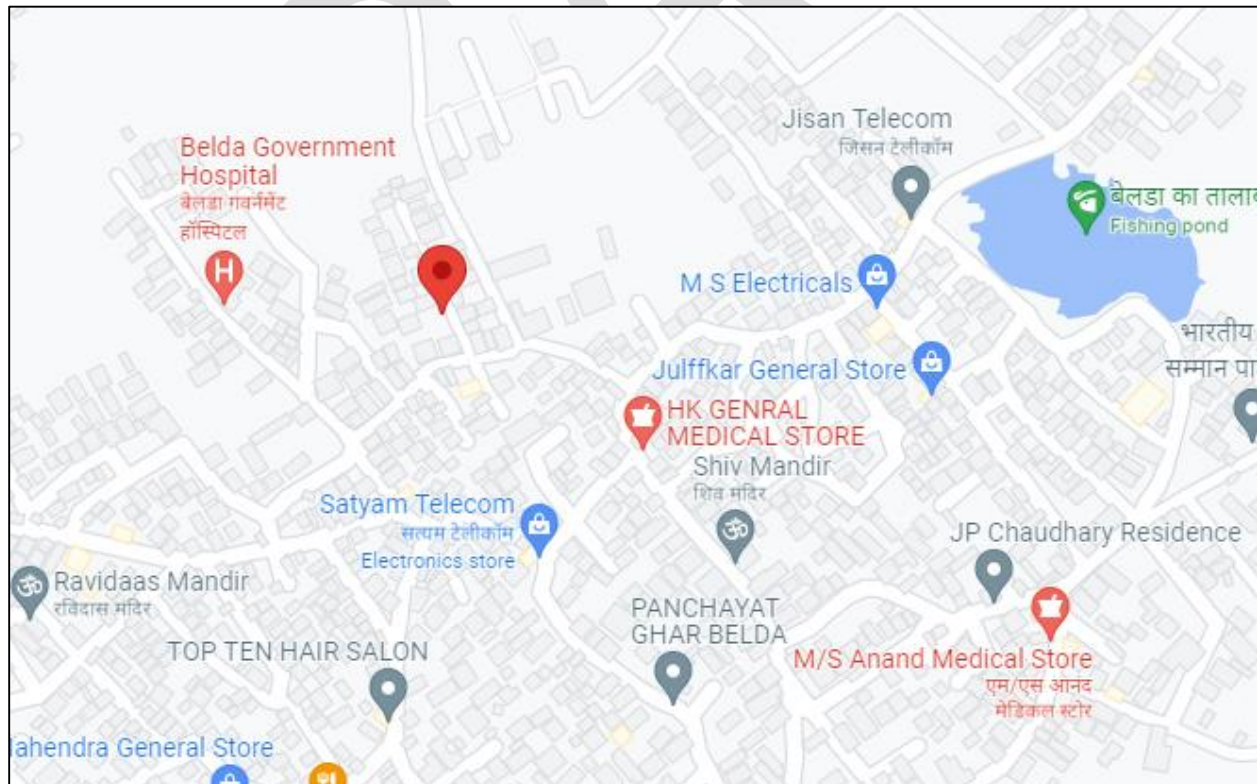 Jisan Telecom
जिसन टेलीकॉम
Belda Government
Hospital
बेलडा गवर्नमेंट
हॉस्पिटल
H
बेलडा का तालाब
Fishing pond
M S Electricals
भारतीय
सम्मान पा
Julffkar General Store
HK GENRAL
MEDICAL STORE
Shiv Mandir
शिव मंदिर
Satyam Telecom
सत्यम टेलीकॉम
Electronics store
JP Chaudhary Residence
Ravidaas Mandir
रविदास मंदिर
PANCHAYAT
GHAR BELDA
TOP TEN HAIR SALON
M/S Anand Medical Store
एम/एस आनंद
मेडिकल स्टोर
ahendra General Store